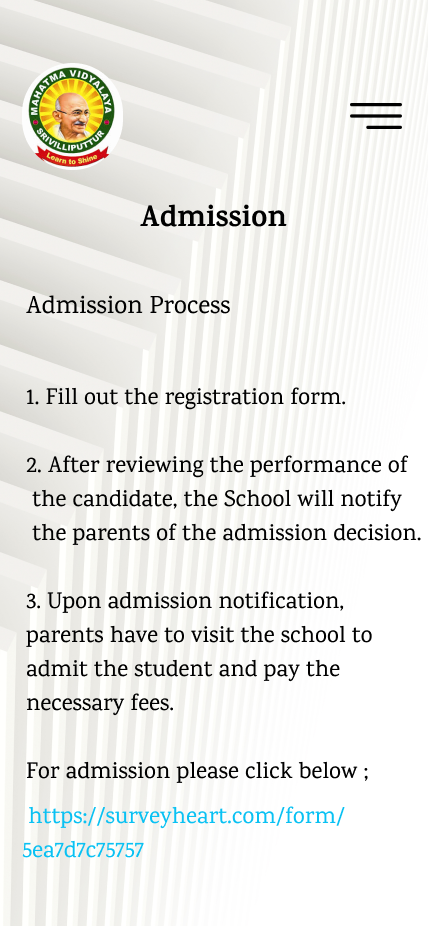 MAHATMA VIDYALAYA
SRIVILLIPUTTUR
Learn to Shine
Admission
Admission Process
1. Fill out the registration form.
2. After reviewing the performance of
the candidate, the School will notify
the parents of the admission decision.
3. Upon admission notification,
parents have to visit the school to
admit the student and pay the
necessary fees.
For admission please click below ;
https://surveyheart.com/form/
5ea7d7c75757